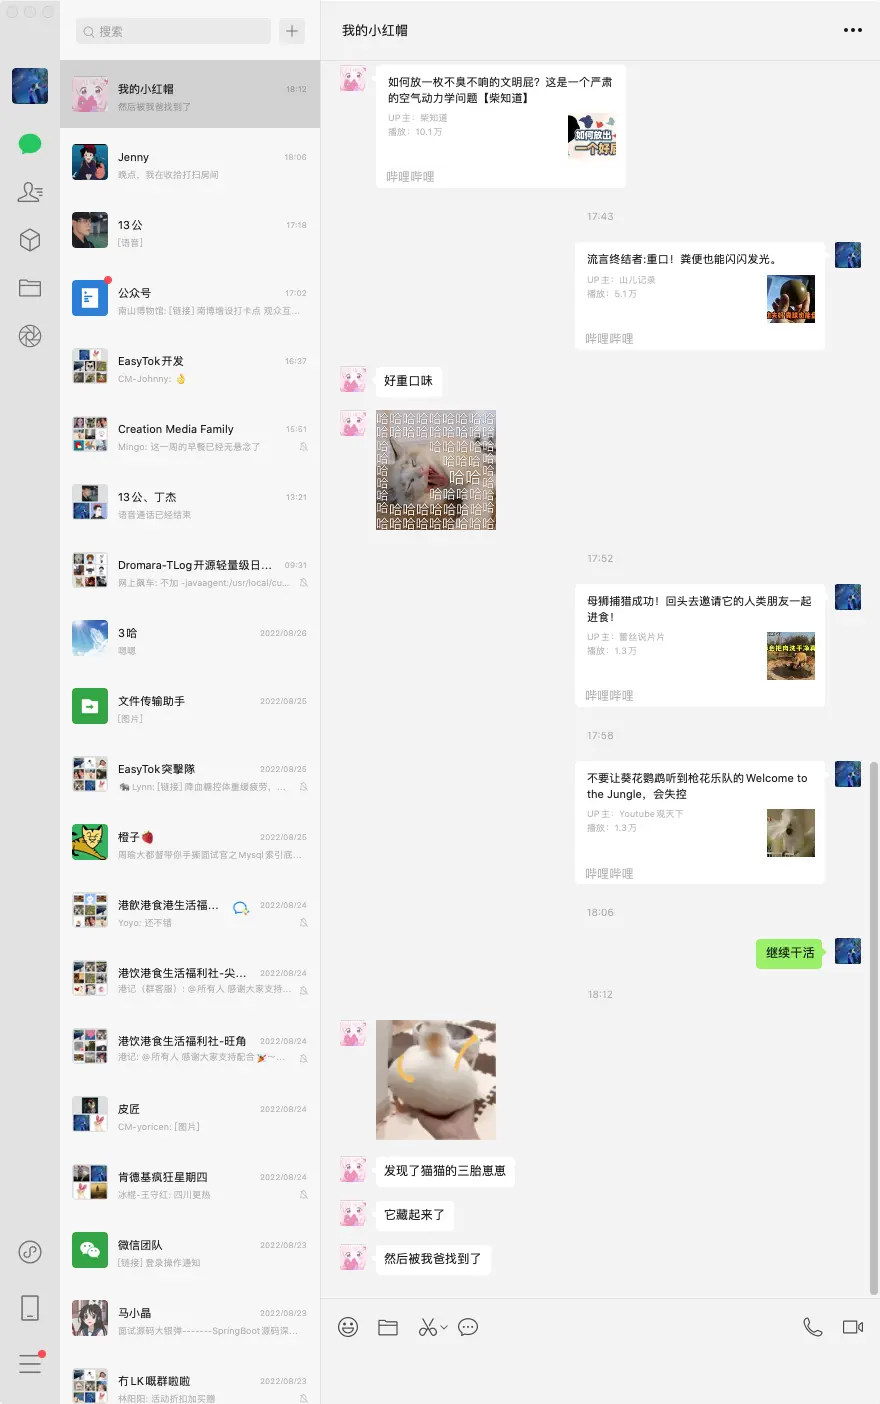 搜索
我的小红帽 18:12
然后被我爸找到了
Jenny 18:06
晚点，我在收拾打扫房间
13公 17:18
[语音]
公众号 17:02
南山博物馆: [链接] 南博增设打卡点 观众互...
EasyTok开发 16:37
CM-Johnny: 👌
Creation Media Family 15:51
Mingo: 这一周的早餐已经无悬念了
13公、丁杰 13:21
语音通话已经结束
Dromara-TLog开源轻量级日... 09:31
网上飙车: 不加 -javaagent:/usr/local/cu...
3哈 2022/08/26
嗯嗯
文件传输助手 2022/08/25
[图片]
EasyTok突擊隊 2022/08/25
🐃 Lynn: [链接] 降血糖控体重缓疲劳，...
橙子🍓 2022/08/25
周瑜大都督带你手撕面试官之Mysql索引底...
港飲港食港生活福... 2022/08/24
Yoyo: 还不错
港饮港食生活福利社-尖... 2022/08/24
港记（群客服）: @所有人 感谢大家支持...
港饮港食生活福利社-旺角 2022/08/24
港记: @所有人 感谢大家支持配合🎉～...
皮匠 2022/08/24
CM-yoricen: [图片]
肯德基疯狂星期四 2022/08/24
冰棍-王守红: 四川更热
微信团队 2022/08/23
[链接] 登录操作通知
马小晶 2022/08/23
面试源码大银弹-------SpringBoot源码深...
冇LK嘅群啦啦 2022/08/23
林阳阳: 活动折扣加买赠
我的小红帽
如何放一枚不臭不响的文明屁？这是一个严肃
的空气动力学问题【柴知道】
UP主：柴知道
播放：10.1万
如何放出
一个好屁
哔哩哔哩
17:43
流言终结者:重口！粪便也能闪闪发光。
UP主：山儿记录
播放：5.1万
哔哩哔哩
好重口味
哈哈哈哈哈哈哈哈哈
哈哈哈哈哈哈哈哈哈
哈 哈哈哈哈哈
哈 哈哈哈哈
哈 哈哈哈
哈 哈哈哈哈哈
哈哈哈哈哈哈哈哈哈
哈哈哈哈哈哈哈哈哈
17:52
母狮捕猎成功！回头去邀请它的人类朋友一起
进食！
UP主：蕾丝说片片
播放：1.3万
会把肉洗干净再
哔哩哔哩
17:58
不要让葵花鹦鹉听到枪花乐队的Welcome to
the Jungle，会失控
UP主：Youtube观天下
播放：1.3万
哔哩哔哩
18:06
继续干活
18:12
发现了猫猫的三胎崽崽
它藏起来了
然后被我爸找到了